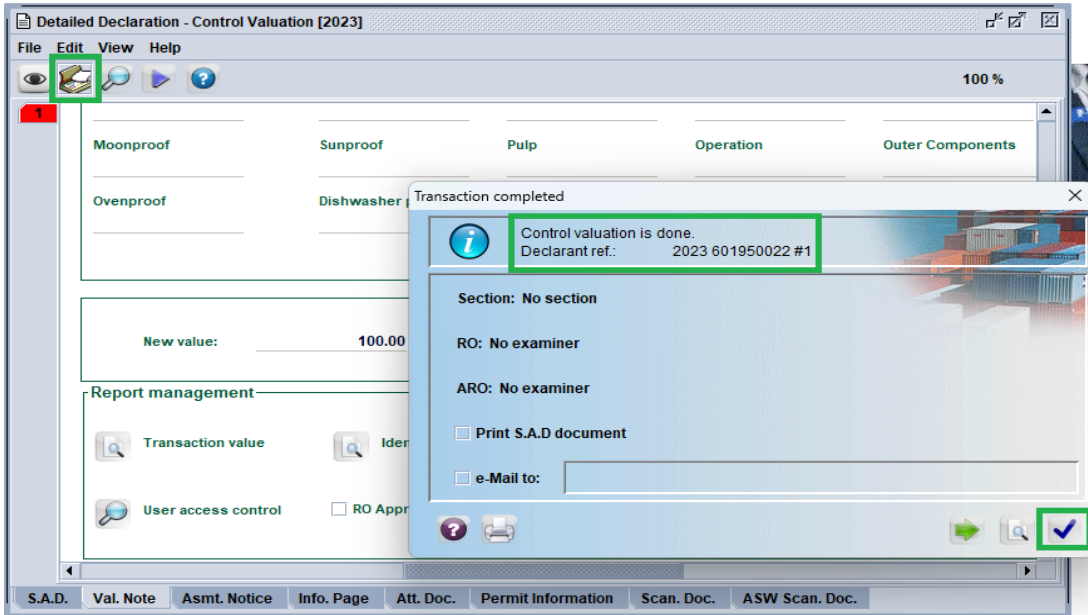 Detailed Declaration - Control Valuation [2023]
File Edit View Help
100 %
1
Moonproof Sunproof Pulp Operation Outer Components
Ovenproof Dishwasher
Transaction completed
Control valuation is done.
Declarant ref.: 2023 601950022 #1
Section: No section
RO: No examiner
ARO: No examiner
Print S.A.D document
e-Mail to:
New value: 100.00
Report management
Transaction value Iden
User access control RO Appr
S.A.D. Val. Note Asmt. Notice Info. Page Att. Doc. Permit Information Scan. Doc. ASW Scan. Doc.